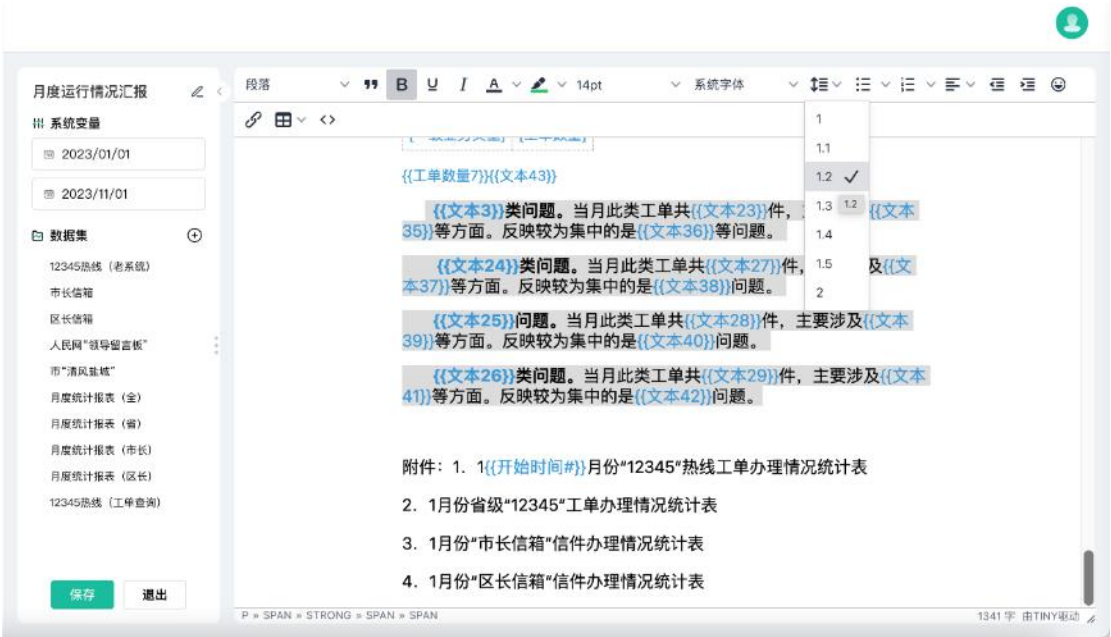 月度运行情况汇报
系统变量
2023/01/01
2023/11/01
数据集
12345热线（老系统）
市长信箱
区长信箱
人民网"领导留言板"
市"清风盐城"
月度统计报表（全）
月度统计报表（省）
月度统计报表（市长）
月度统计报表（区长）
12345热线（工单查询）
保存 退出
段落 B U I A 14pt 系统字体
1
1.1
1.2
1.3 1.2
1.4
1.5
2
{{工单数量7}}{{文本43}}
{{文本3}}类问题。当月此类工单共{{文本23}}件，{{文本
35}}等方面。反映较为集中的是{{文本36}}等问题。
{{文本24}}类问题。当月此类工单共{{文本27}}件，及{{文
本37}}等方面。反映较为集中的是{{文本38}}问题。
{{文本25}}问题。当月此类工单共{{文本28}}件，主要涉及{{文本
39}}等方面。反映较为集中的是{{文本40}}问题。
{{文本26}}类问题。当月此类工单共{{文本29}}件，主要涉及{{文本
41}}等方面。反映较为集中的是{{文本42}}问题。
附件：1. 1{{开始时间#}}月份"12345"热线工单办理情况统计表
2. 1月份省级"12345"工单办理情况统计表
3. 1月份"市长信箱"信件办理情况统计表
4. 1月份"区长信箱"信件办理情况统计表
P » SPAN » STRONG » SPAN » SPAN
1341 字 由TINY驱动